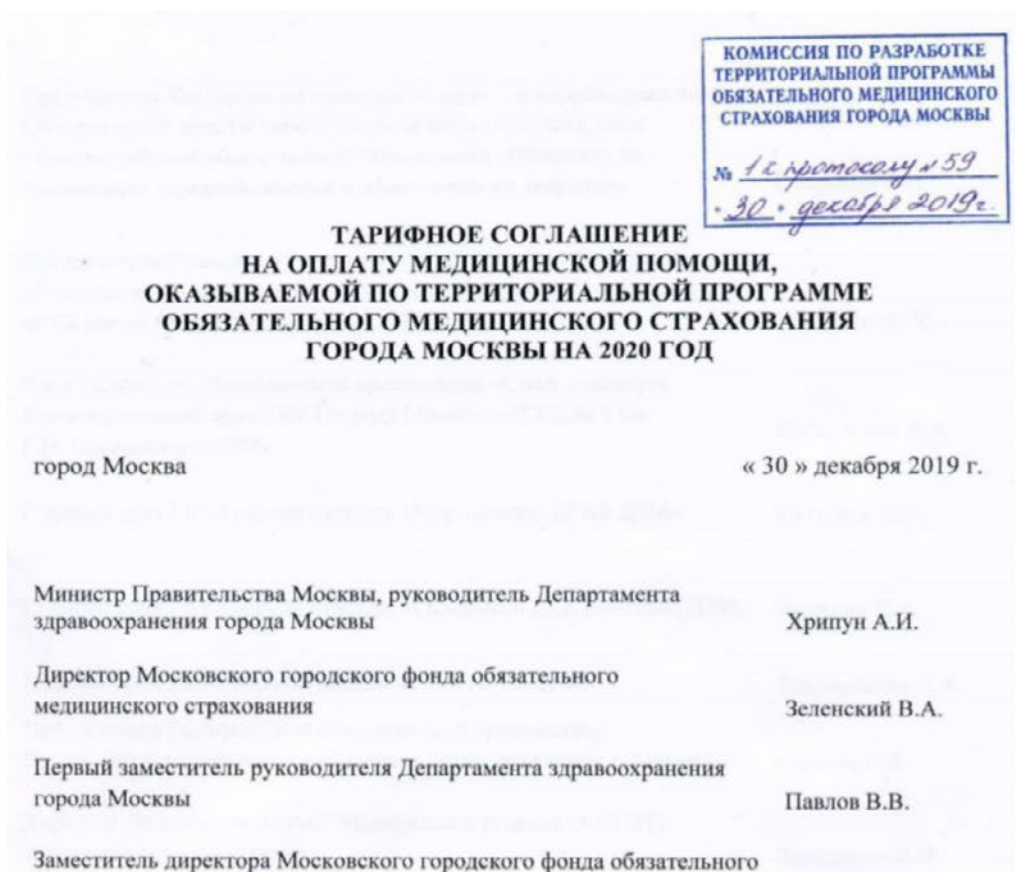 КОМИССИЯ ПО РАЗРАБОТКЕ
ТЕРРИТОРИАЛЬНОЙ ПРОГРАММЫ
ОБЯЗАТЕЛЬНОГО МЕДИЦИНСКОГО
СТРАХОВАНИЯ ГОРОДА МОСКВЫ
№ 1 к протоколу № 59
"30" декабря 2019г.
ТАРИФНОЕ СОГЛАШЕНИЕ
НА ОПЛАТУ МЕДИЦИНСКОЙ ПОМОЩИ,
ОКАЗЫВАЕМОЙ ПО ТЕРРИТОРИАЛЬНОЙ ПРОГРАММЕ
ОБЯЗАТЕЛЬНОГО МЕДИЦИНСКОГО СТРАХОВАНИЯ
ГОРОДА МОСКВЫ НА 2020 ГОД
город Москва « 30 » декабря 2019 г.
Министр Правительства Москвы, руководитель Департамента
здравоохранения города Москвы Хрипун А.И.
Директор Московского городского фонда обязательного
медицинского страхования Зеленский В.А.
Первый заместитель руководителя Департамента здравоохранения
города Москвы Павлов В.В.
Заместитель директора Московского городского фонда обязательного